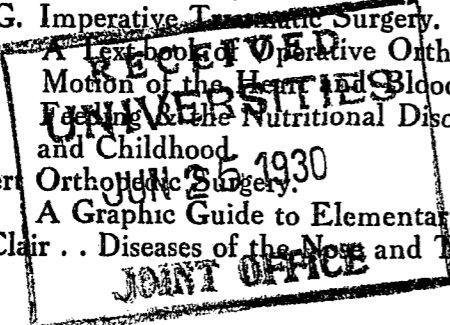 G. Imperative Traumatic Surgery.
A Text-book of Operative Orth
Motion of the Heart and Blood
Feeding & the Nutritional Diso
and Childhood.
ert Orthopedic Surgery.
A Graphic Guide to Elementar
Clair . . Diseases of the Nose and T
RECEIVED
UNIVERSITIES
JUN 25 1930
JOINT OFFICE